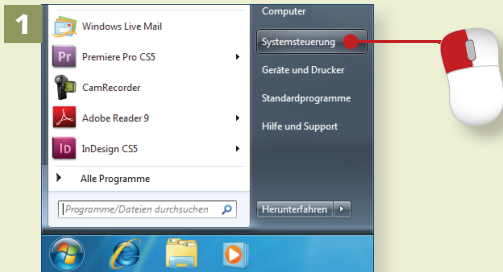 1
Windows Live Mail
Pr Premiere Pro CS5
CamRecorder
Adobe Reader 9
ID InDesign CS5
Alle Programme
Programme/Dateien durchsuchen
Computer
Systemsteuerung
Geräte und Drucker
Standardprogramme
Hilfe und Support
Herunterfahren